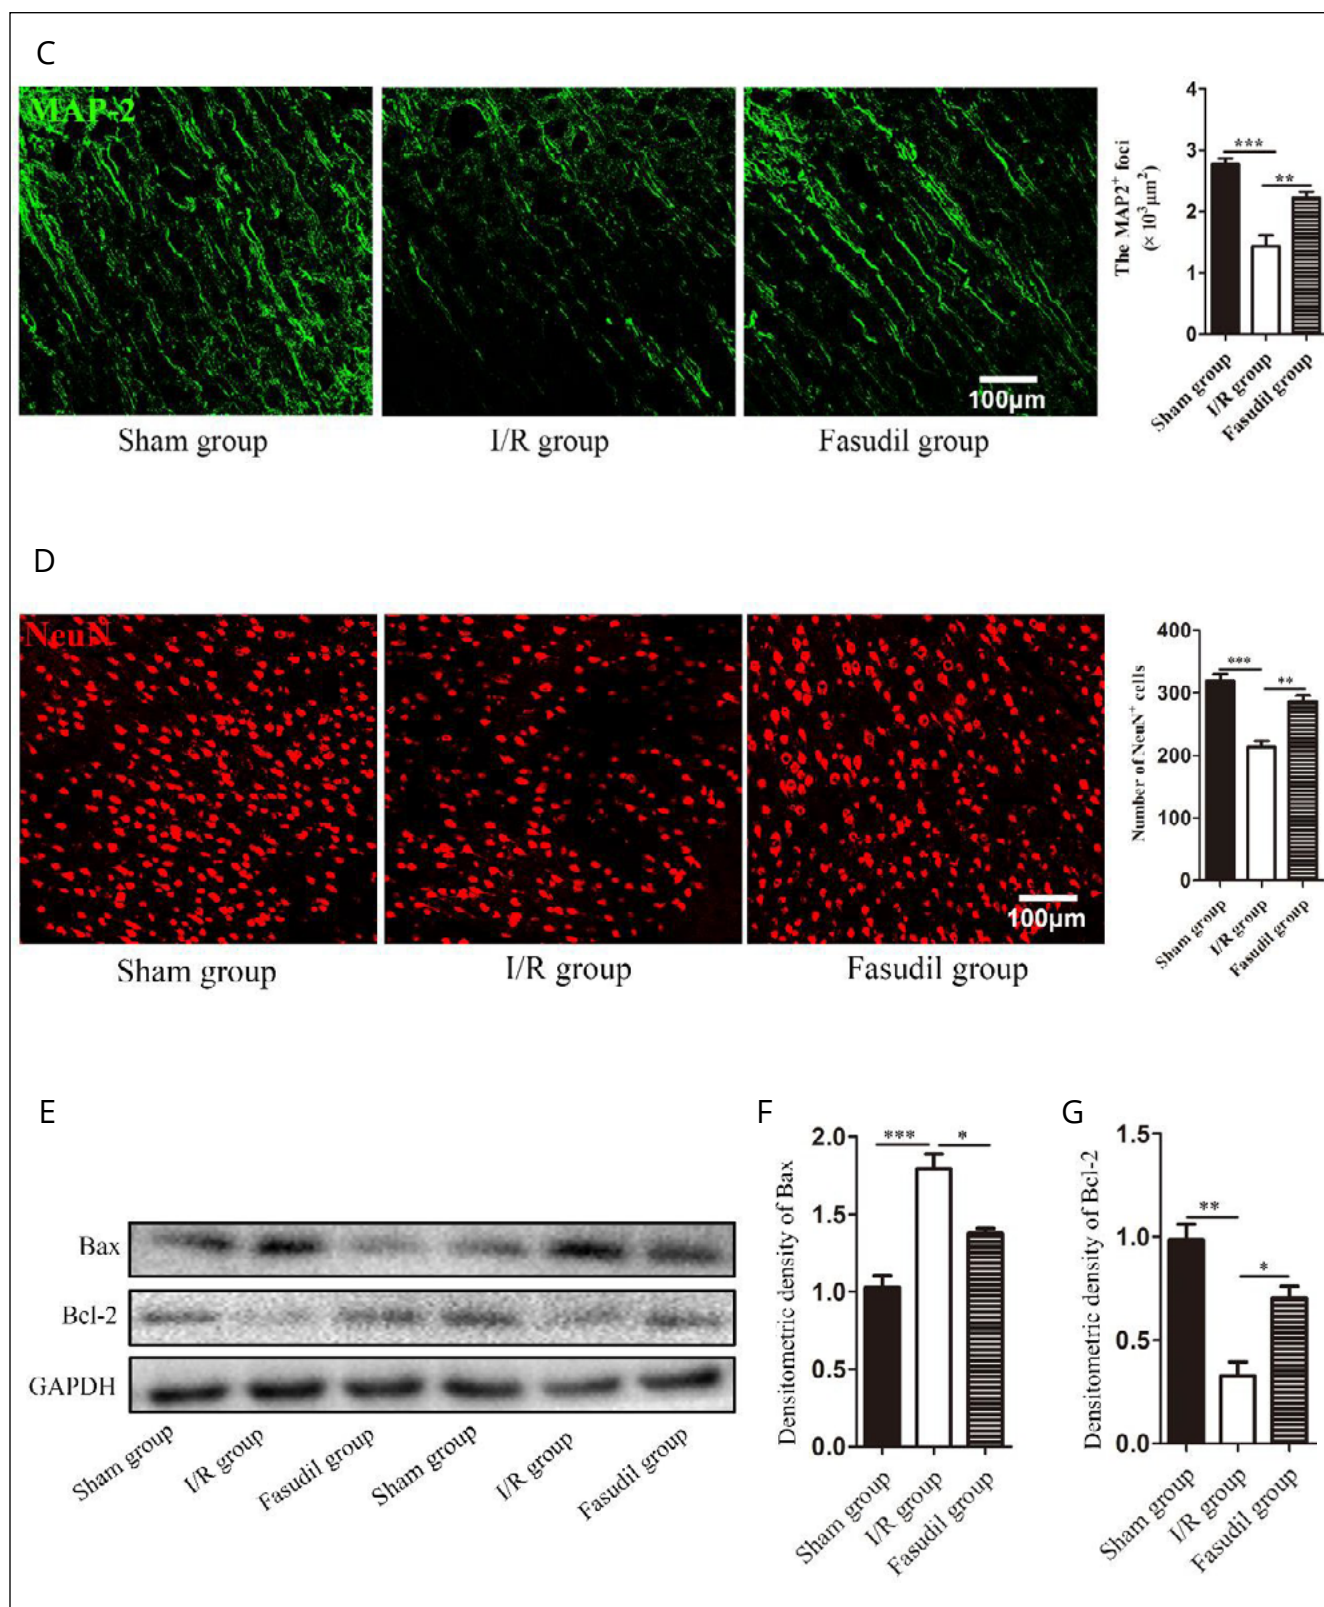 C
MAP-2
100µm
Sham group
I/R group
Fasudil group
The MAP2⁺ foci
(× 10³µm²)
4
3
2
1
0
***
**
Sham group
I/R group
Fasudil group
D
NeuN
100µm
Sham group
I/R group
Fasudil group
Number of NeuN⁺ cells
400
300
200
100
0
***
**
Sham group
I/R group
Fasudil group
E
Bax
Bcl-2
GAPDH
Sham group
I/R group
Fasudil group
Sham group
I/R group
Fasudil group
F
Densitometric density of Bax
2.0
1.5
1.0
0.5
0.0
***
*
Sham group
I/R group
Fasudil group
G
Densitometric density of Bcl-2
1.5
1.0
0.5
0.0
**
*
Sham group
I/R group
Fasudil group